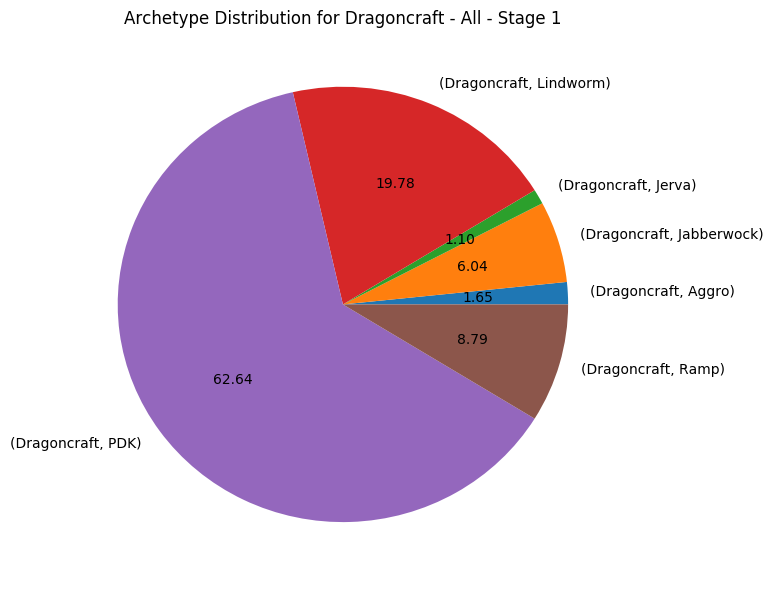 Archetype Distribution for Dragoncraft - All - Stage 1
(Dragoncraft, Lindworm)
19.78
(Dragoncraft, Jerva)
1.10
(Dragoncraft, Jabberwock)
6.04
(Dragoncraft, Aggro)
1.65
8.79
(Dragoncraft, Ramp)
62.64
(Dragoncraft, PDK)